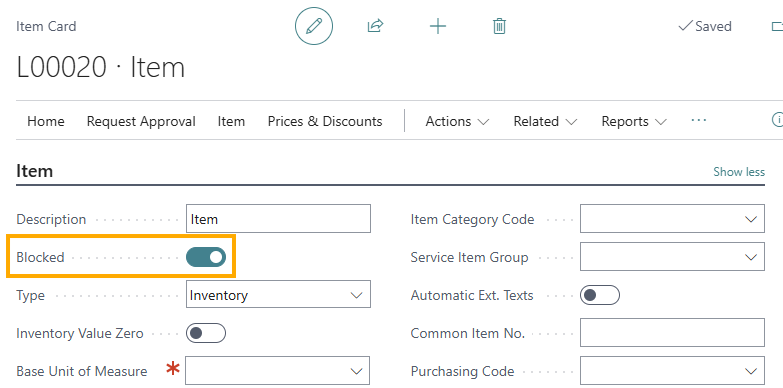 Item Card
Saved
L00020 · Item
Home Request Approval Item Prices & Discounts Actions Related Reports ···
Item Show less
Description Item Item Category Code
Blocked Service Item Group
Type Inventory Automatic Ext. Texts
Inventory Value Zero Common Item No.
Base Unit of Measure * Purchasing Code